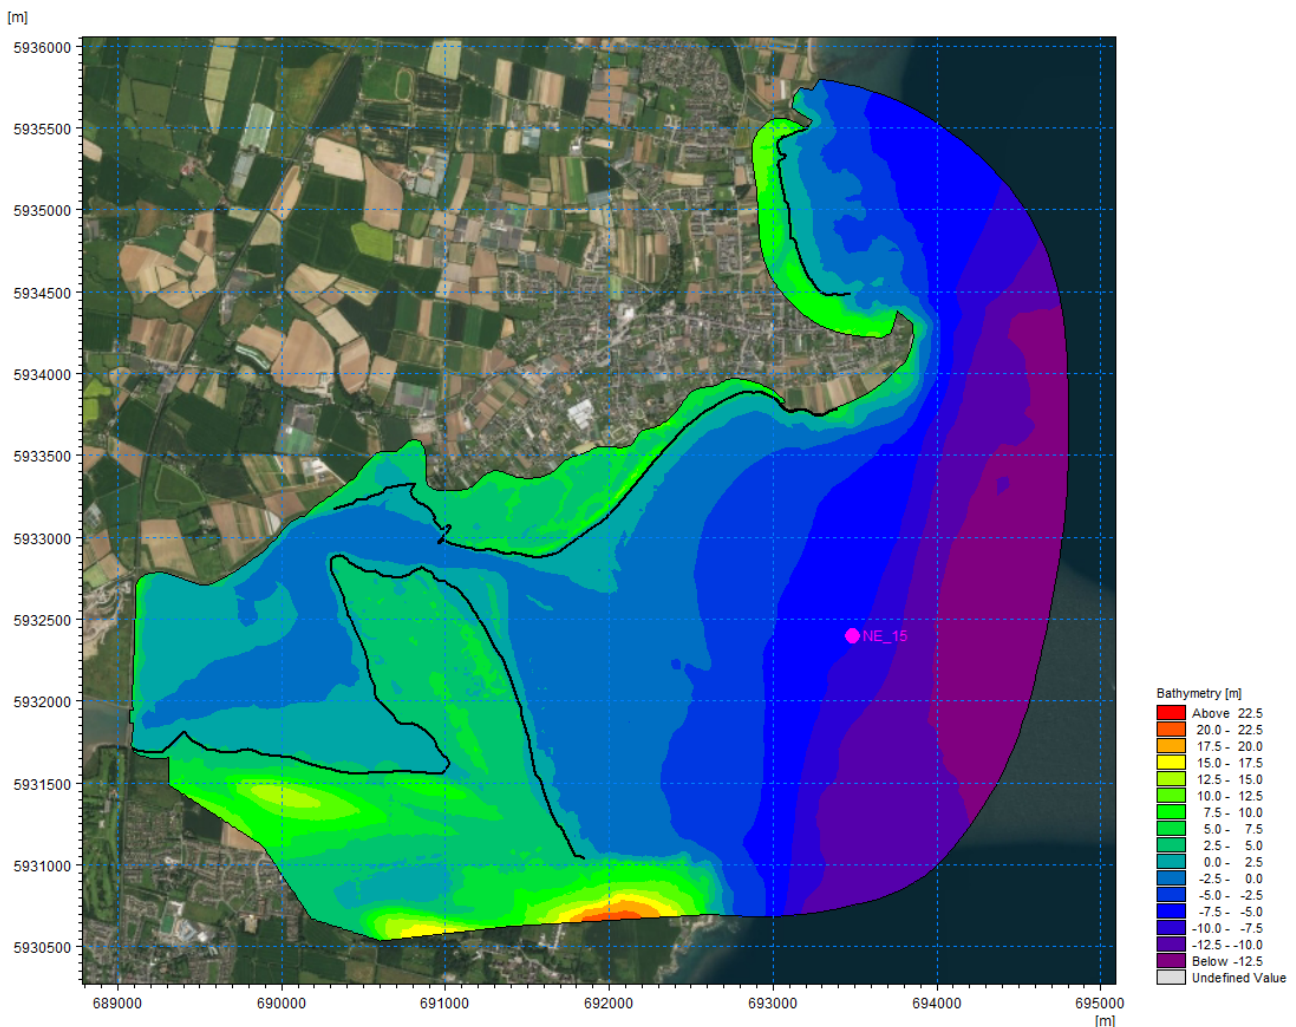 [m]
5936000
5935500
5935000
5934500
5934000
5933500
5933000
5932500
5932000
5931500
5931000
5930500
NE_15
689000 690000 691000 692000 693000 694000 695000
[m]
Bathymetry [m]
Above 22.5
20.0 - 22.5
17.5 - 20.0
15.0 - 17.5
12.5 - 15.0
10.0 - 12.5
7.5 - 10.0
5.0 - 7.5
2.5 - 5.0
0.0 - 2.5
-2.5 - 0.0
-5.0 - -2.5
-7.5 - -5.0
-10.0 - -7.5
-12.5 - -10.0
Below -12.5
Undefined Value